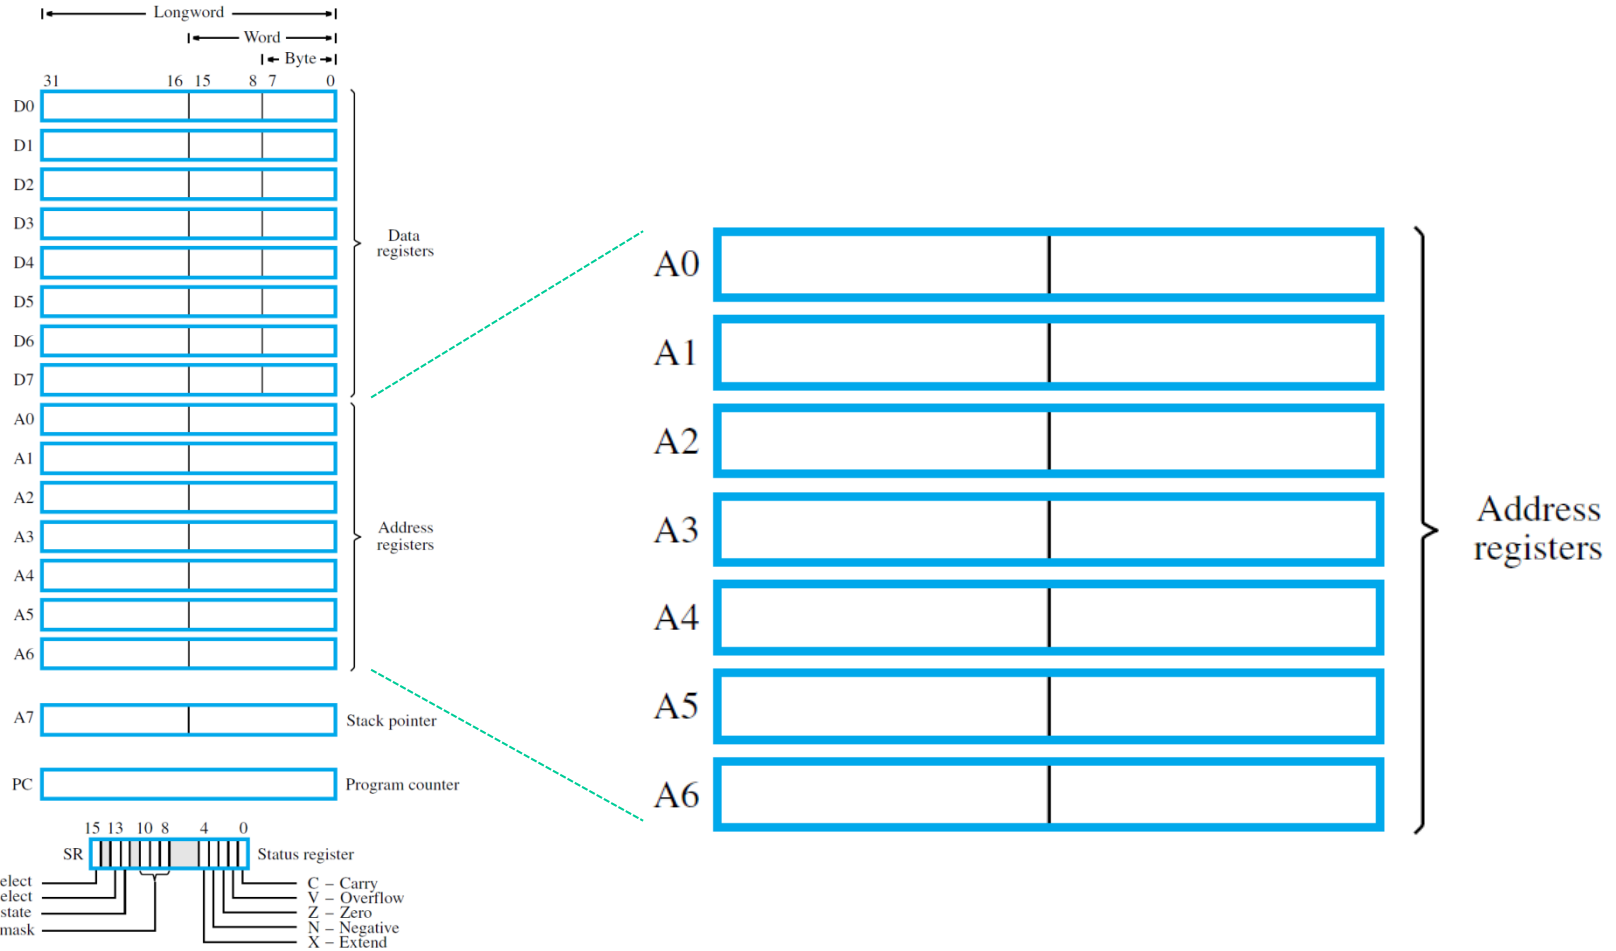 Longword
Word
Byte
31 16 15 8 7 0
D0
D1
D2
D3
D4
D5
D6
D7
Data
registers
A0
A1
A2
A3
A4
A5
A6
Address
registers
A7 Stack pointer
PC Program counter
15 13 10 8 4 0
SR Status register
elect
elect
state
mask
C – Carry
V – Overflow
Z – Zero
N – Negative
X – Extend
A0
A1
A2
A3
A4
A5
A6
Address
registers